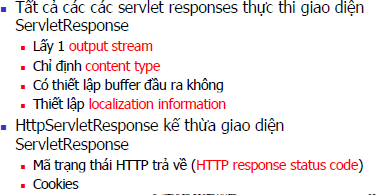 Tất cả các các servlet responses thực thi giao diện
ServletResponse
Lấy 1 output stream
Chỉ định content type
Có thiết lập buffer đầu ra không
Thiết lập localization information
HttpServletResponse kế thừa giao diện
ServletResponse
Mã trạng thái HTTP trả về (HTTP response status code)
Cookies